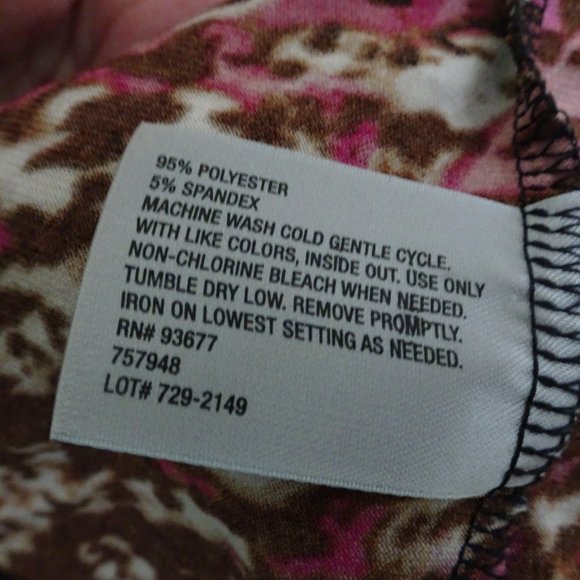 95% POLYESTER
5% SPANDEX
MACHINE WASH COLD GENTLE CYCLE,
WITH LIKE COLORS, INSIDE OUT. USE ONLY
NON-CHLORINE BLEACH WHEN NEEDED.
TUMBLE DRY LOW. REMOVE PROMPTLY.
IRON ON LOWEST SETTING AS NEEDED.
RN# 93677
757948
LOT# 729-2149